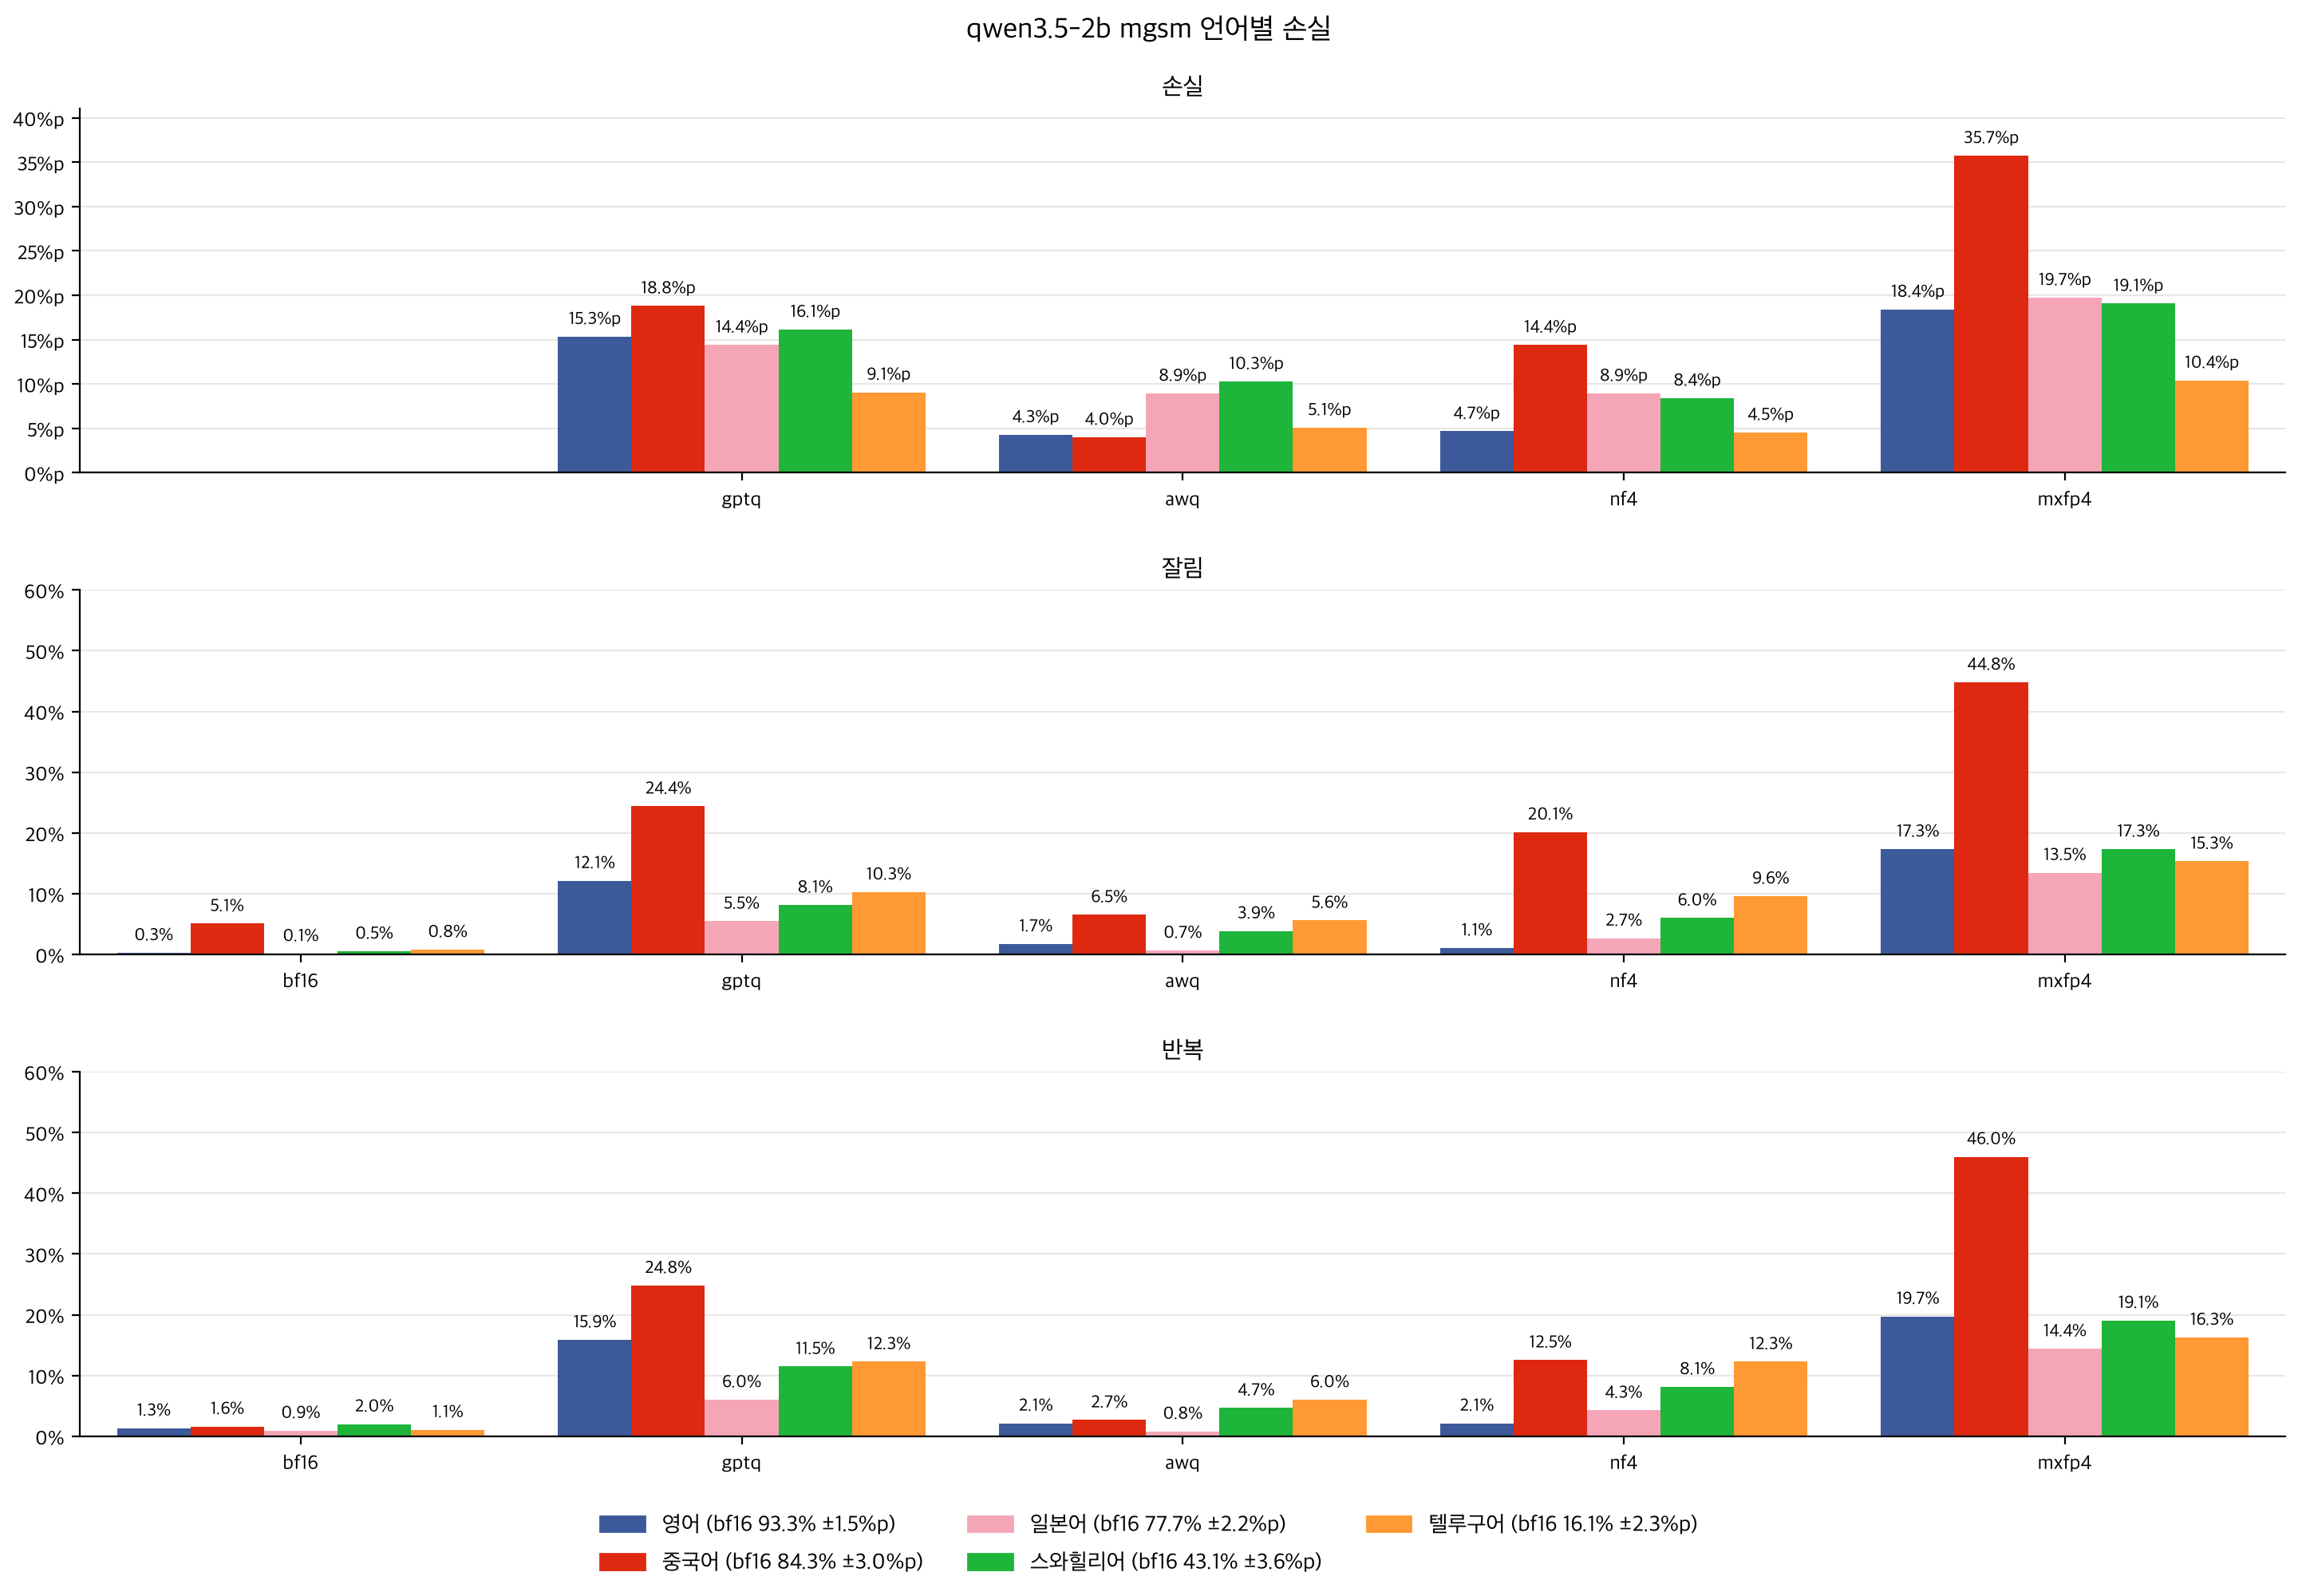 qwen3.5-2b mgsm 언어별 손실
손실
40%p
35%p
30%p
25%p
20%p
15%p
10%p
5%p
0%p
15.3%p
18.8%p
14.4%p
16.1%p
9.1%p
4.3%p
4.0%p
8.9%p
10.3%p
5.1%p
4.7%p
14.4%p
8.9%p
8.4%p
4.5%p
18.4%p
35.7%p
19.7%p
19.1%p
10.4%p
gptq
awq
nf4
mxfp4
잘림
60%
50%
40%
30%
20%
10%
0%
0.3%
5.1%
0.1%
0.5%
0.8%
12.1%
24.4%
5.5%
8.1%
10.3%
1.7%
6.5%
0.7%
3.9%
5.6%
1.1%
20.1%
2.7%
6.0%
9.6%
17.3%
44.8%
13.5%
17.3%
15.3%
bf16
gptq
awq
nf4
mxfp4
반복
60%
50%
40%
30%
20%
10%
0%
1.3%
1.6%
0.9%
2.0%
1.1%
15.9%
24.8%
6.0%
11.5%
12.3%
2.1%
2.7%
0.8%
4.7%
6.0%
2.1%
12.5%
4.3%
8.1%
12.3%
19.7%
46.0%
14.4%
19.1%
16.3%
bf16
gptq
awq
nf4
mxfp4
영어 (bf16 93.3% ±1.5%p)
중국어 (bf16 84.3% ±3.0%p)
일본어 (bf16 77.7% ±2.2%p)
스와힐리어 (bf16 43.1% ±3.6%p)
텔루구어 (bf16 16.1% ±2.3%p)